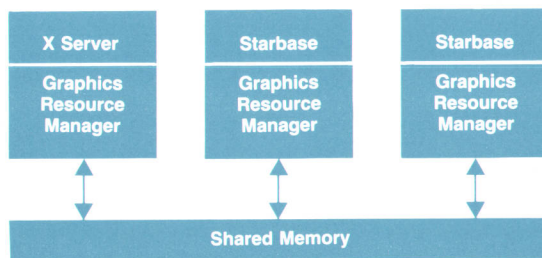 X Server
Graphics
Resource
Manager
Starbase
Graphics
Resource
Manager
Starbase
Graphics
Resource
Manager
Shared Memory